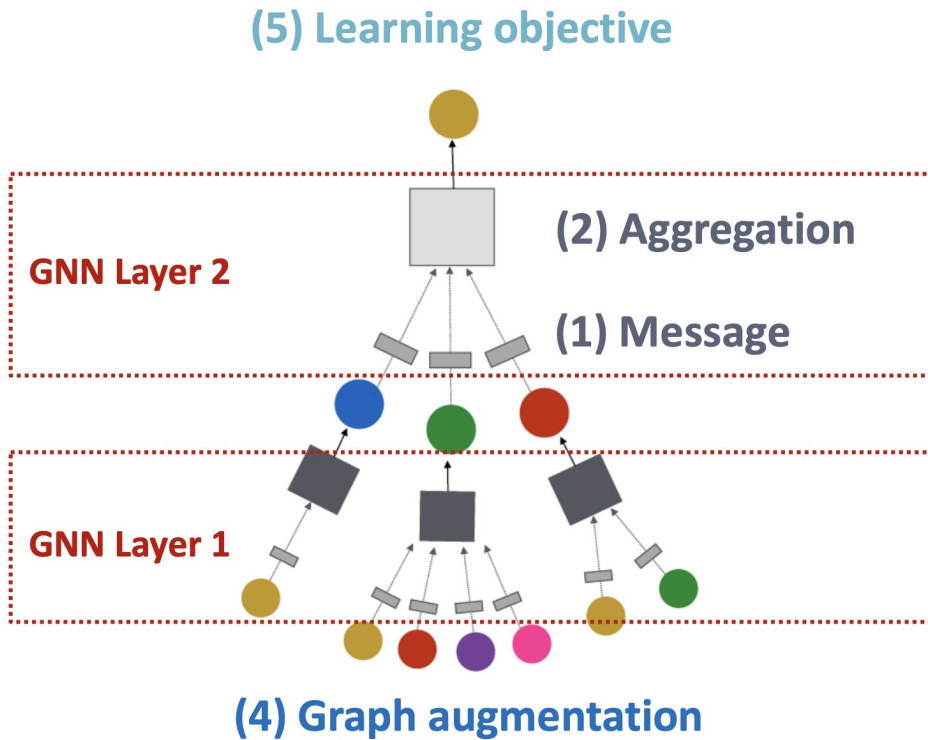 (5) Learning objective
(2) Aggregation
GNN Layer 2
(1) Message
GNN Layer 1
(4) Graph augmentation